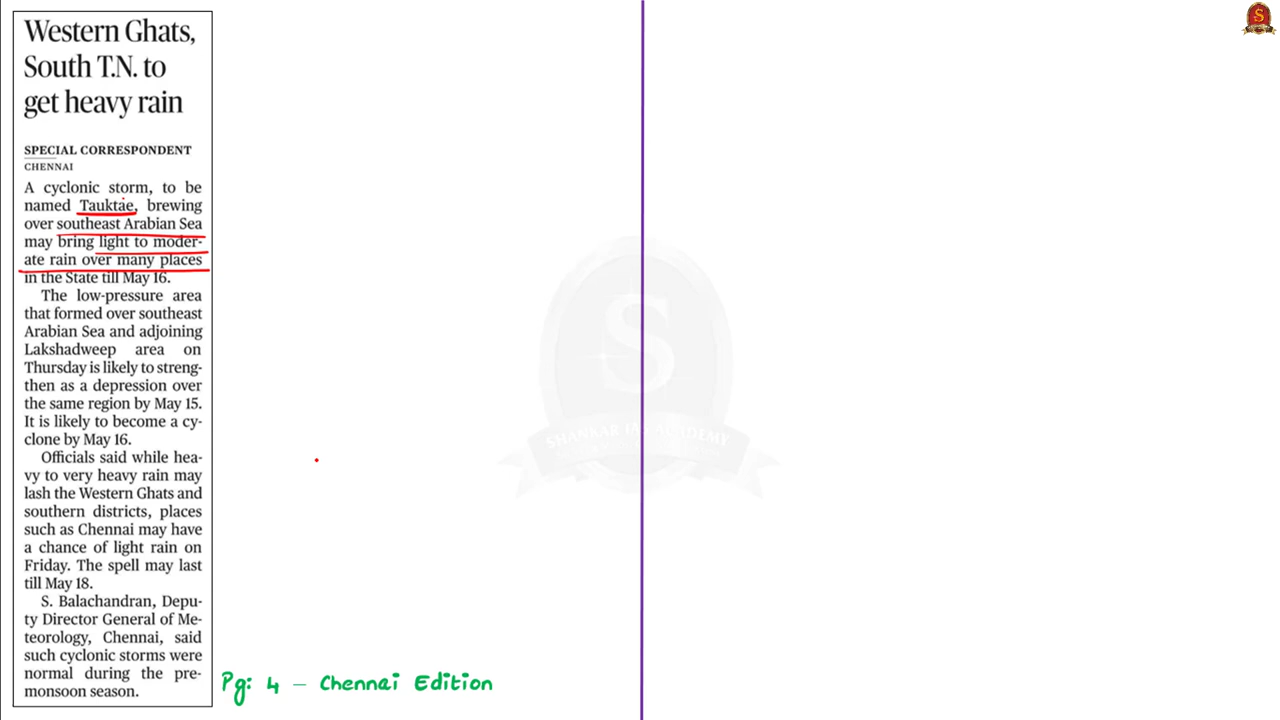 Western Ghats,
South T.N. to
get heavy rain
SPECIAL CORRESPONDENT
CHENNAI
A cyclonic storm, to be
named Tauktae, brewing
over southeast Arabian Sea
may bring light to moder-
ate rain over many places
in the State till May 16.
The low-pressure area
that formed over southeast
Arabian Sea and adjoining
Lakshadweep area on
Thursday is likely to streng-
then as a depression over
the same region by May 15.
It is likely to become a cy-
clone by May 16.
Officials said while hea-
vy to very heavy rain may
lash the Western Ghats and
southern districts, places
such as Chennai may have
a chance of light rain on
Friday. The spell may last
till May 18.
S. Balachandran, Depu-
ty Director General of Me-
teorology, Chennai, said
such cyclonic storms were
normal during the pre-
monsoon season.
Pg: 4 – Chennai Edition
S
SHANKAR IAS ACADEMY
S